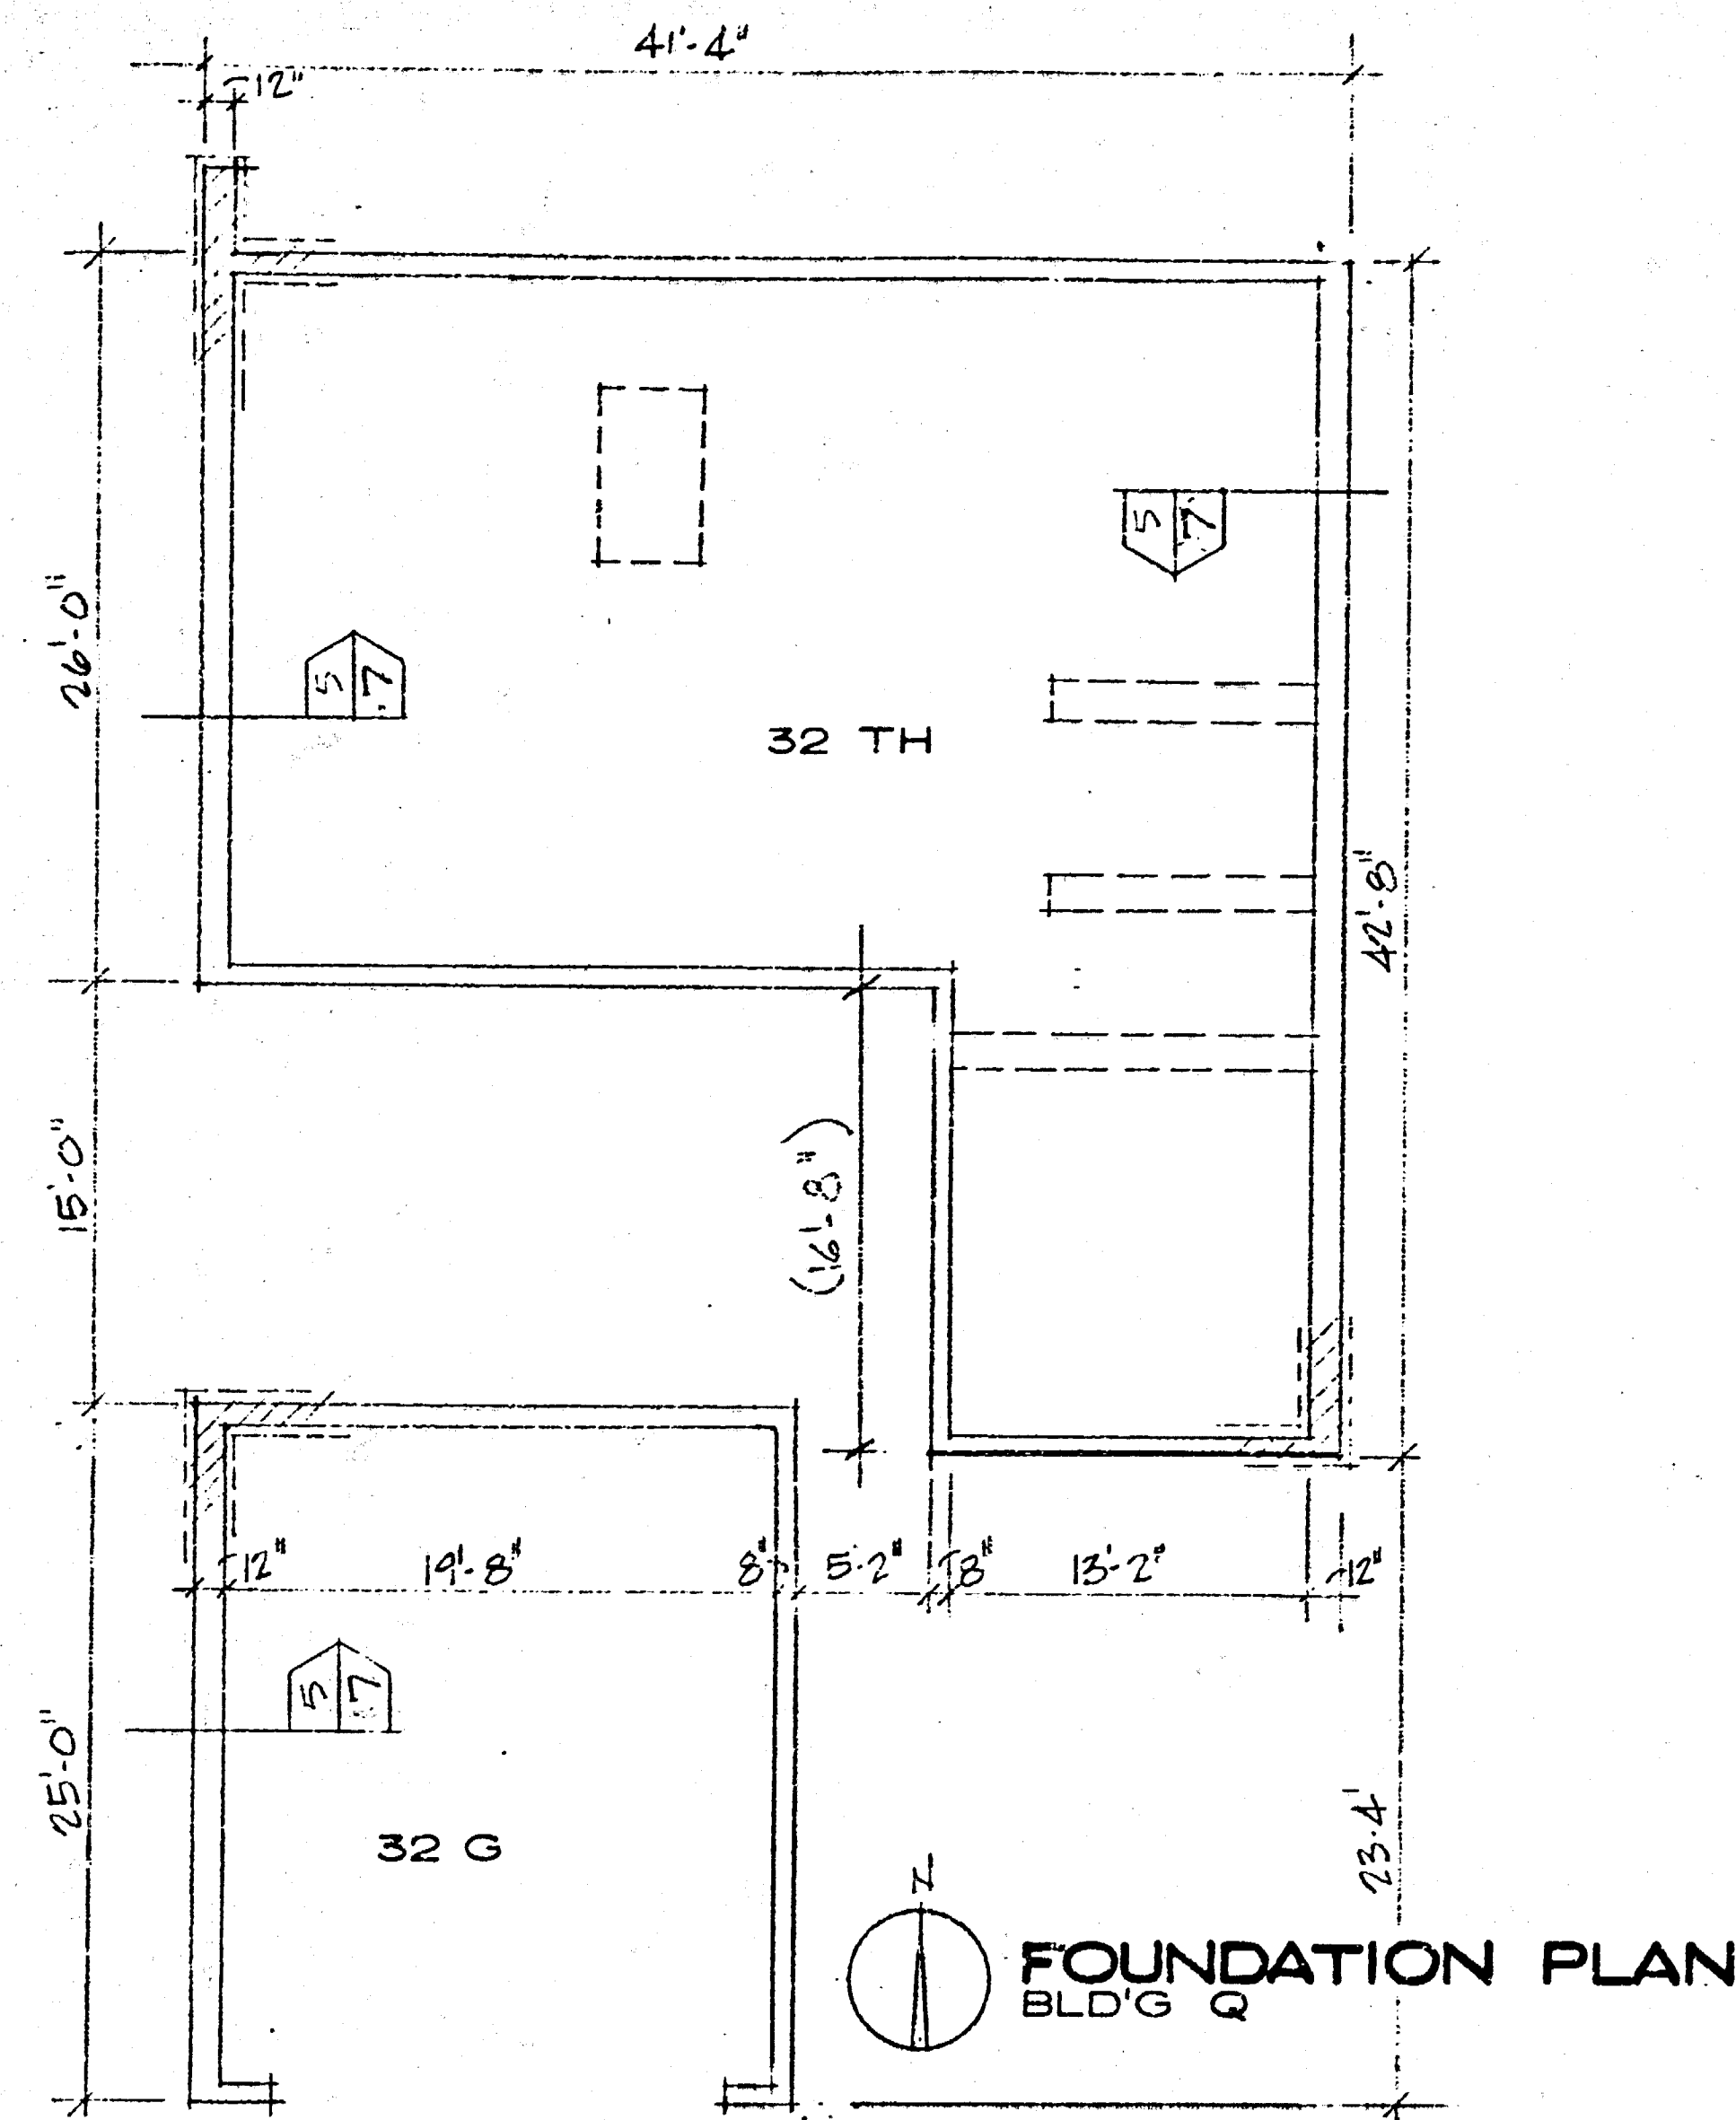 41'-4"
12"
5 7
26'-0"
5 7
32 TH
42'-8"
15'-0"
(16'-8")
12" 19'-8" 8" 5'-2" 8" 13'-2" 12"
5 7
25'-0"
32 G
23'-4'
N
FOUNDATION PLAN
BLD'G Q